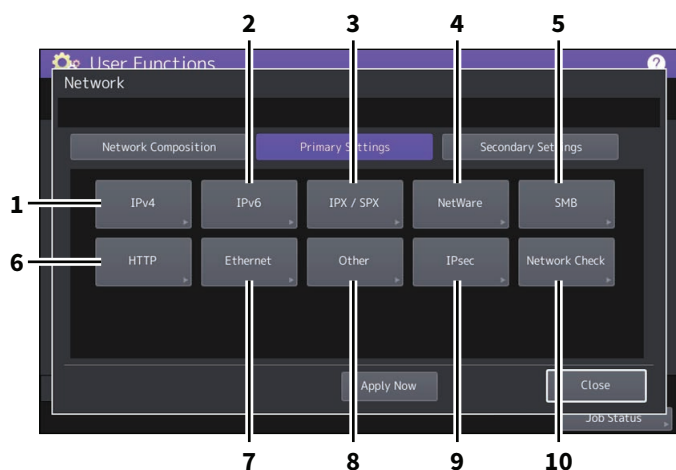 2 3 4 5
User Functions ?
Network
Network Composition Primary Settings Secondary Settings
1 IPv4 IPv6 IPX / SPX NetWare SMB
6 HTTP Ethernet Other IPsec Network Check
Apply Now Close
Job Status
7 8 9 10